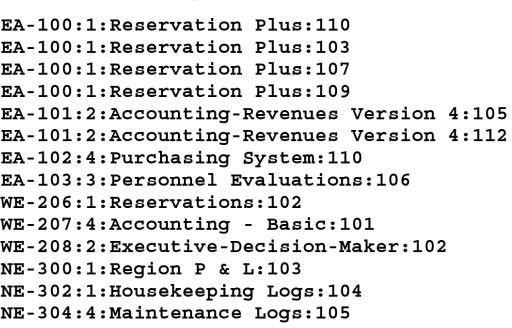 EA-100:1:Reservation Plus:110
EA-100:1:Reservation Plus:103
EA-100:1:Reservation Plus:107
EA-100:1:Reservation Plus:109
EA-101:2:Accounting-Revenues Version 4:105
EA-101:2:Accounting-Revenues Version 4:112
EA-102:4:Purchasing System:110
EA-103:3:Personnel Evaluations:106
WE-206:1:Reservations:102
WE-207:4:Accounting - Basic:101
WE-208:2:Executive-Decision-Maker:102
NE-300:1:Region P & L:103
NE-302:1:Housekeeping Logs:104
NE-304:4:Maintenance Logs:105